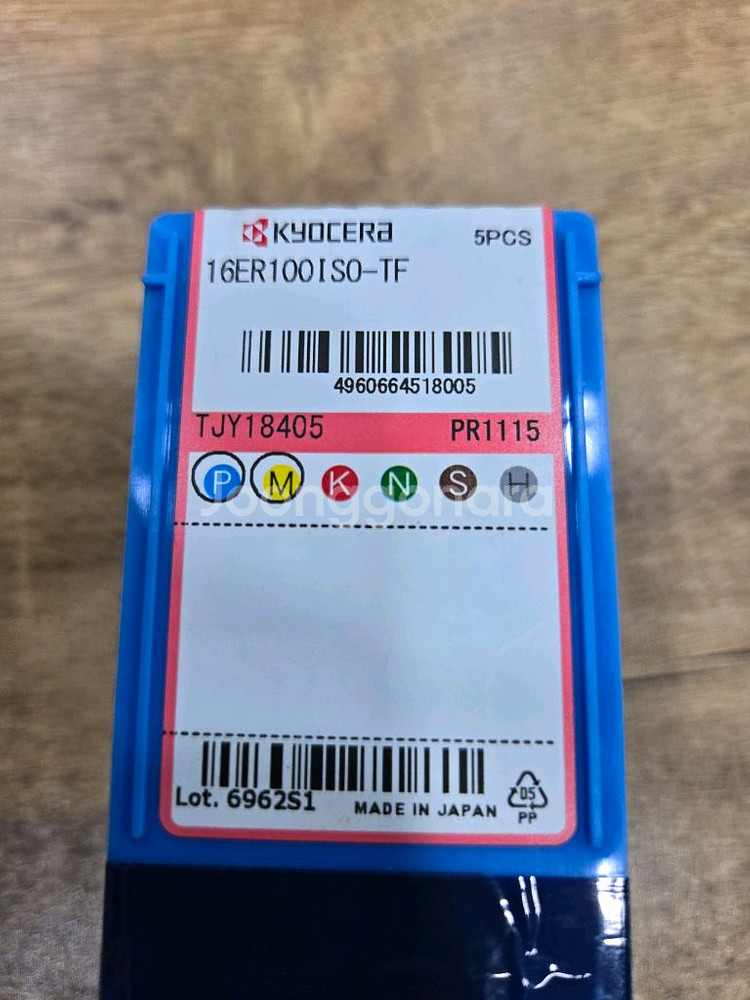 KYOCERA
5PCS
16ER100ISO-TF
4960664518005
TJY18405
PR1115
P M K N S H
Joonggonara
Lot. 6962S1
MADE IN JAPAN
05
PP